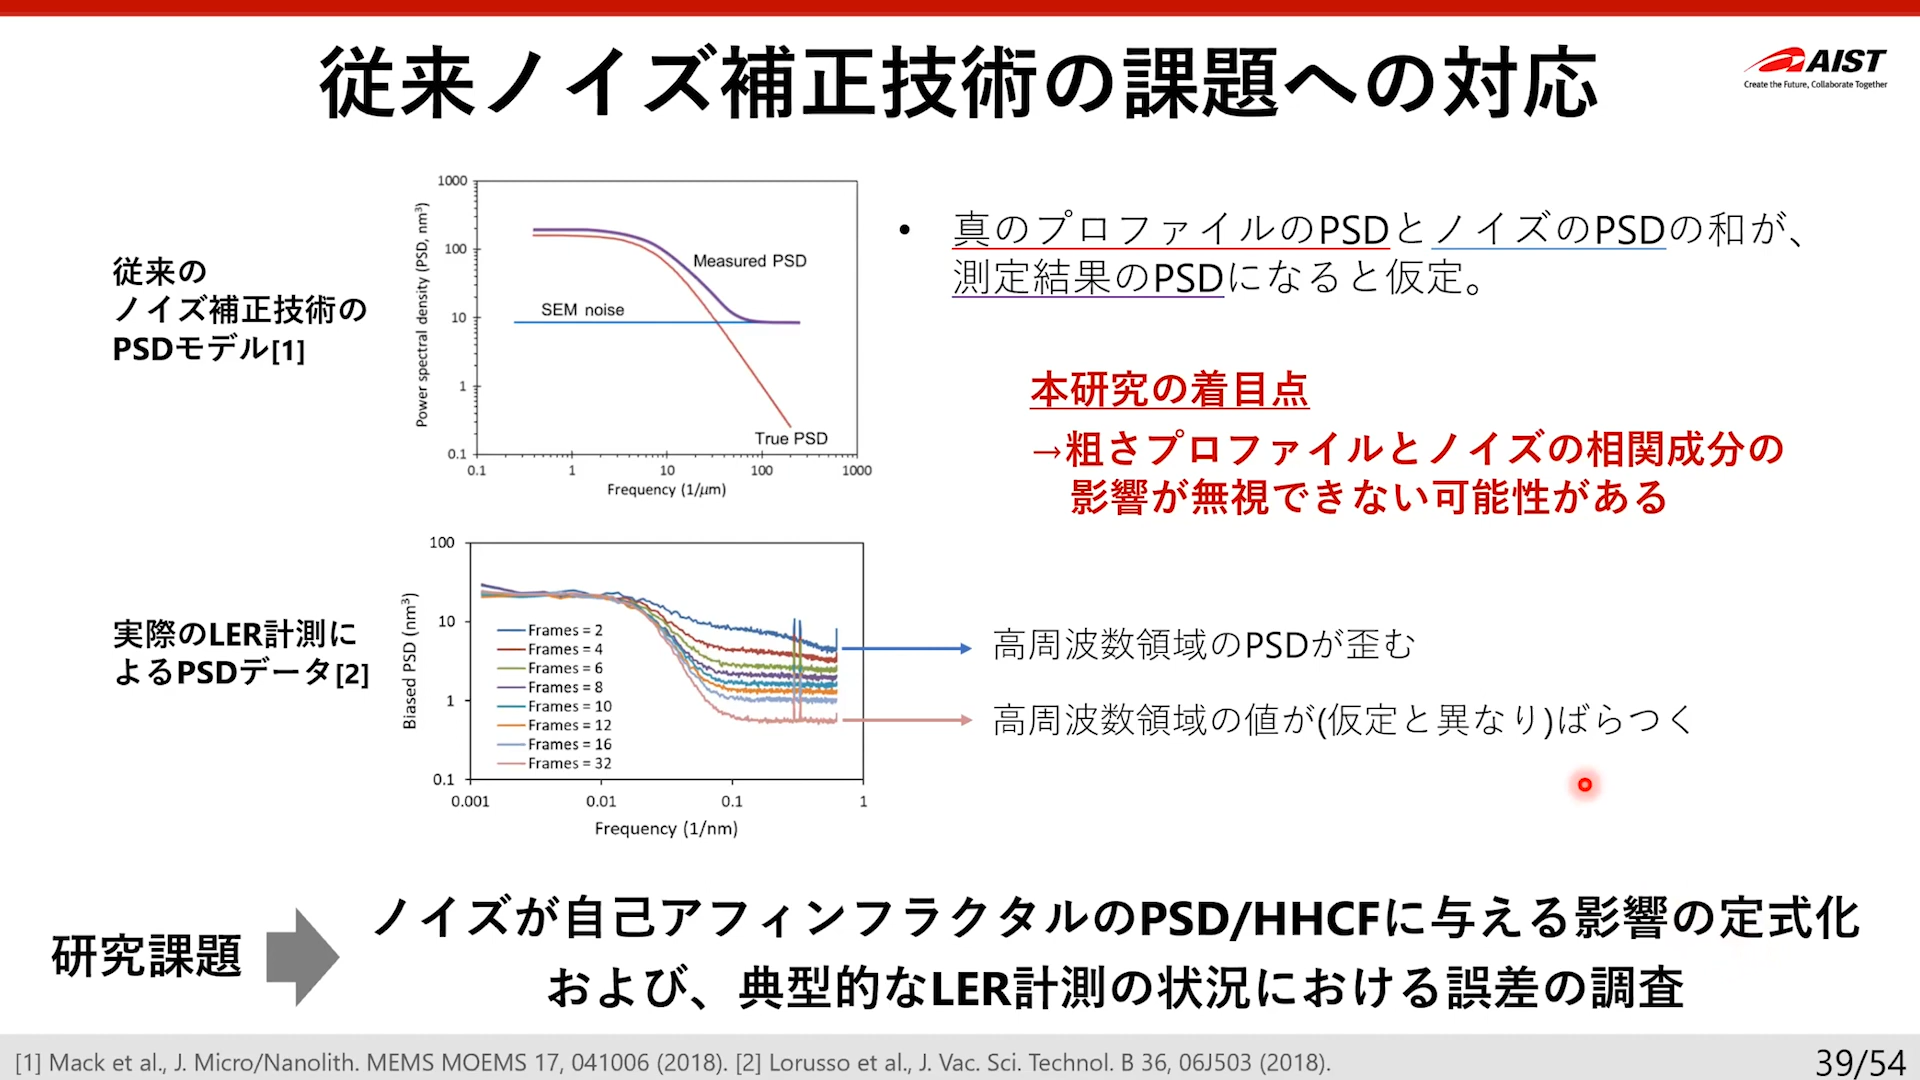 従来ノイズ補正技術の課題への対応
AIST
Create the Future, Collaborate Together
従来の
ノイズ補正技術の
PSDモデル[1]
Power spectral density (PSD, nm³)
1000
100
10
1
0.1
Measured PSD
SEM noise
True PSD
0.1
1
10
100
1000
Frequency (1/μm)
• 真のプロファイルのPSDとノイズのPSDの和が、
測定結果のPSDになると仮定。
本研究の着目点
→粗さプロファイルとノイズの相関成分の
影響が無視できない可能性がある
実際のLER計測に
よるPSDデータ[2]
Biased PSD (nm³)
100
10
1
0.1
Frames = 2
Frames = 4
Frames = 6
Frames = 8
Frames = 10
Frames = 12
Frames = 16
Frames = 32
0.001
0.01
0.1
1
Frequency (1/nm)
高周波数領域のPSDが歪む
高周波数領域の値が(仮定と異なり)ばらつく
研究課題
ノイズが自己アフィンフラクタルのPSD/HHCFに与える影響の定式化
および、典型的なLER計測の状況における誤差の調査
[1] Mack et al., J. Micro/Nanolith. MEMS MOEMS 17, 041006 (2018). [2] Lorusso et al., J. Vac. Sci. Technol. B 36, 06J503 (2018).
39/54